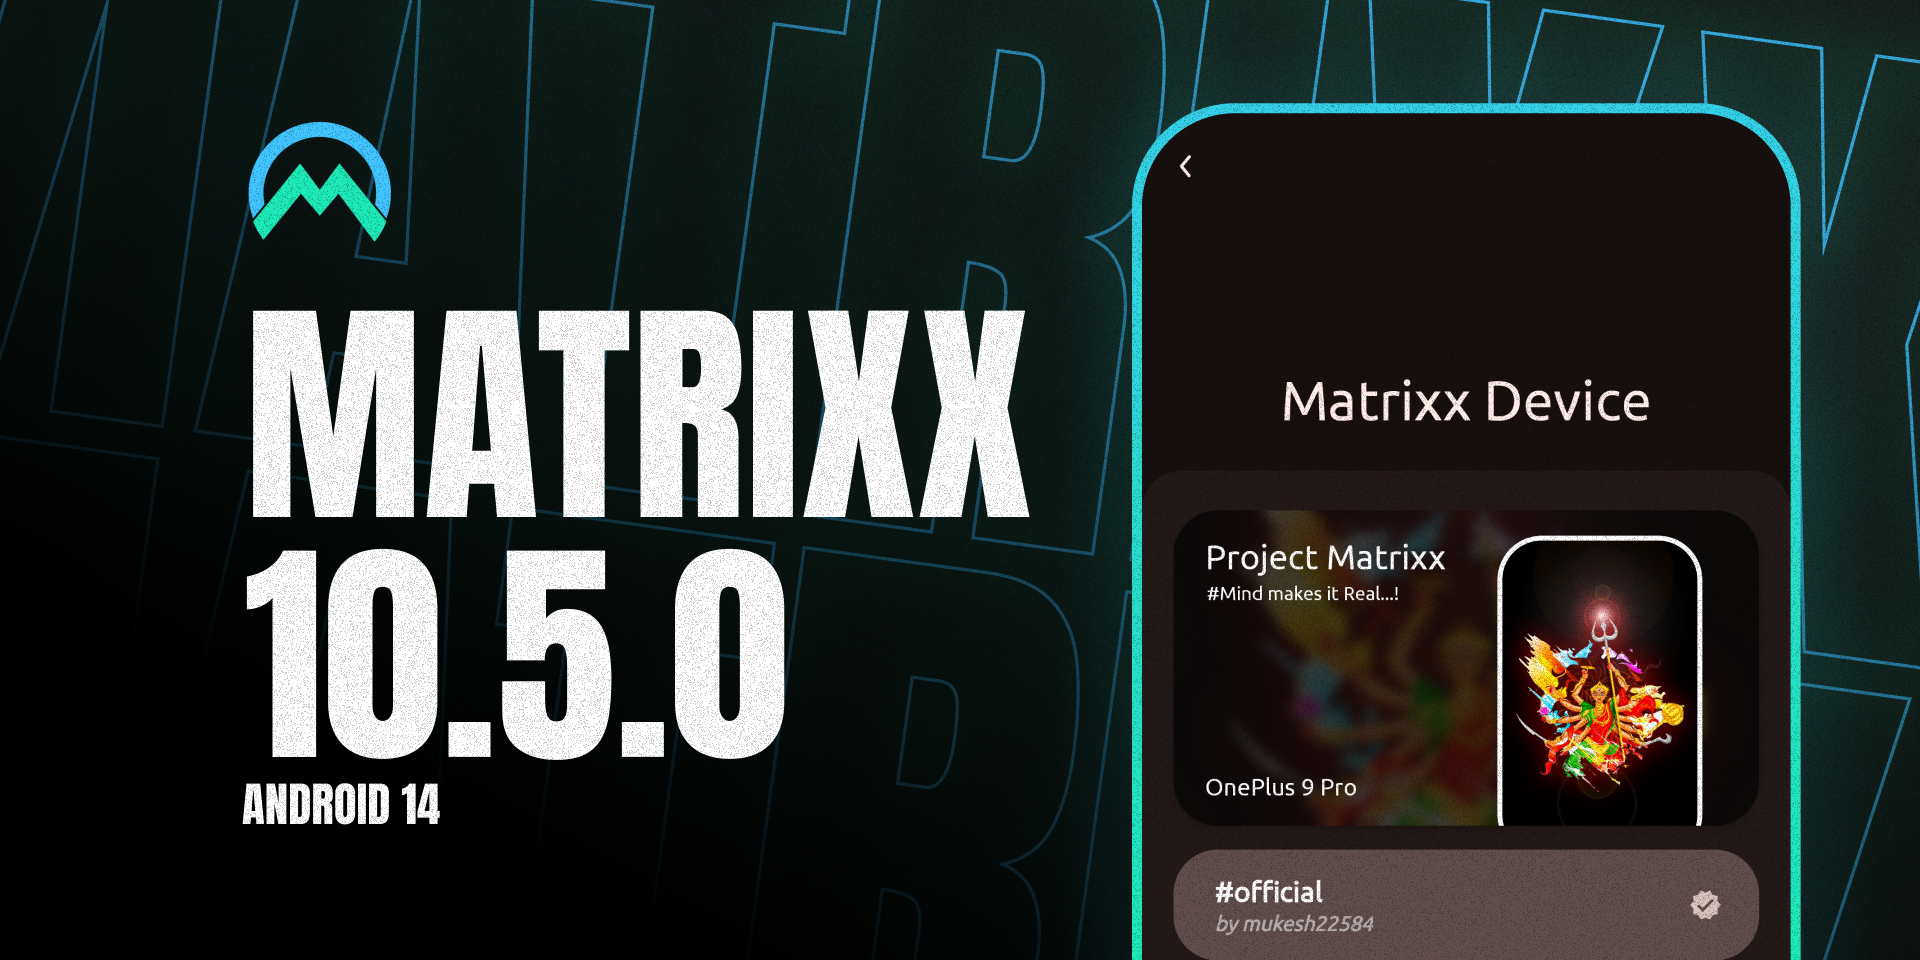 MATRIXX
10.5.0
ANDROID 14
Matrixx Device
Project Matrixx
#Mind makes it Real...!
OnePlus 9 Pro
#official
by mukesh22584